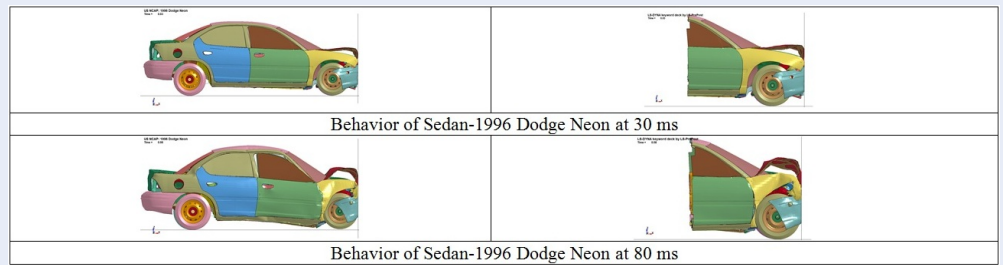 US NCAP, 1996 Dodge Neon
LS-DYNA keyword deck by LS-PrePost
Behavior of Sedan-1996 Dodge Neon at 30 ms
US NCAP, 1996 Dodge Neon
LS-DYNA keyword deck by LS-PrePost
Behavior of Sedan-1996 Dodge Neon at 80 ms